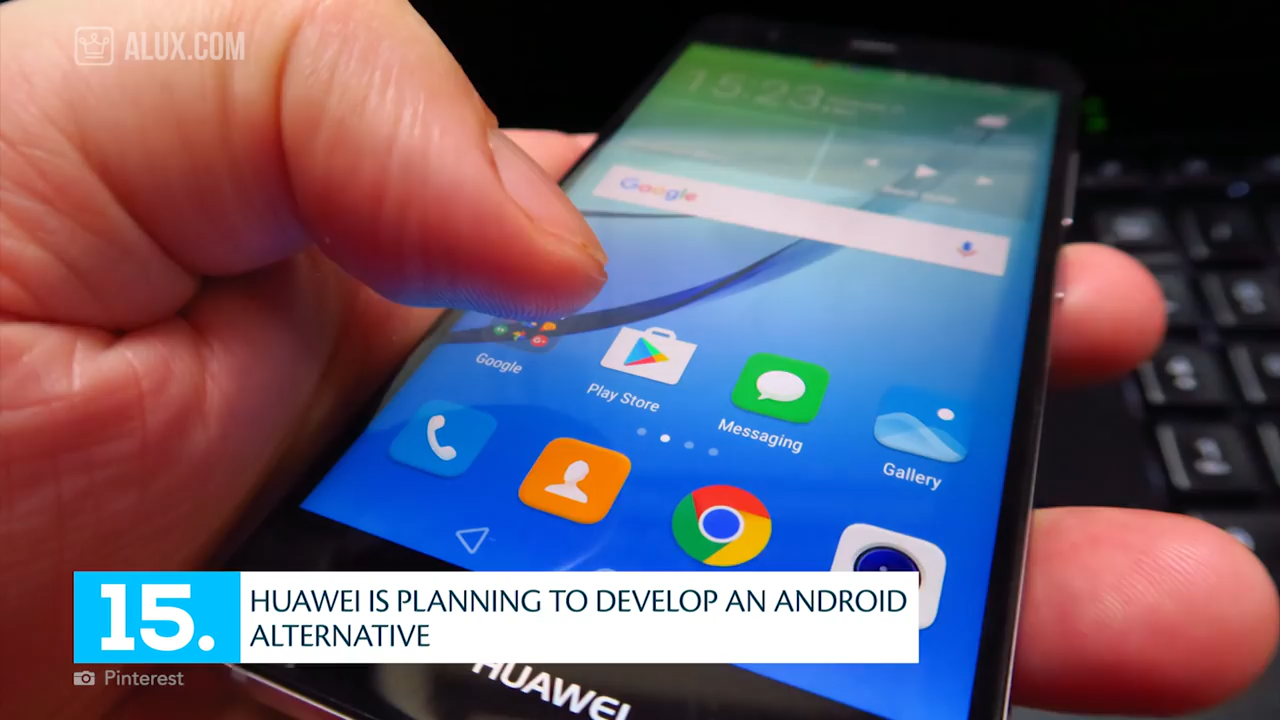 ALUX.COM
15:23
Google
Google
Play Store
Messaging
Gallery
15.
HUAWEI IS PLANNING TO DEVELOP AN ANDROID
ALTERNATIVE
Pinterest
HUAWEI